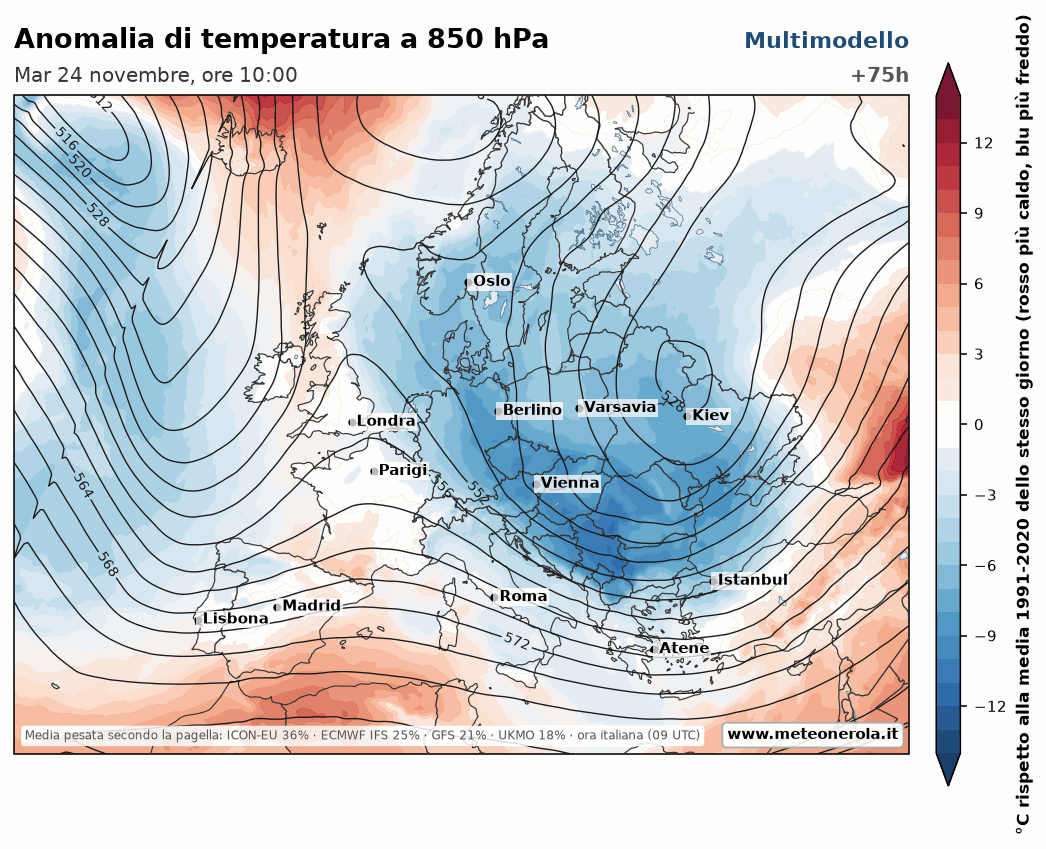 Anomalia di temperatura a 850 hPa
Multimodello
Mar 24 novembre, ore 10:00
+75h
512
516
520
528
Oslo
528
Berlino
Varsavia
Kiev
Londra
Parigi
556
552
Vienna
564
568
Istanbul
Roma
Madrid
Lisbona
572
Atene
Media pesata secondo la pagella: ICON-EU 36% · ECMWF IFS 25% · GFS 21% · UKMO 18% · ora italiana (09 UTC)
www.meteonerola.it
12
9
6
3
0
−3
−6
−9
−12
°C rispetto alla media 1991-2020 dello stesso giorno (rosso più caldo, blu più freddo)